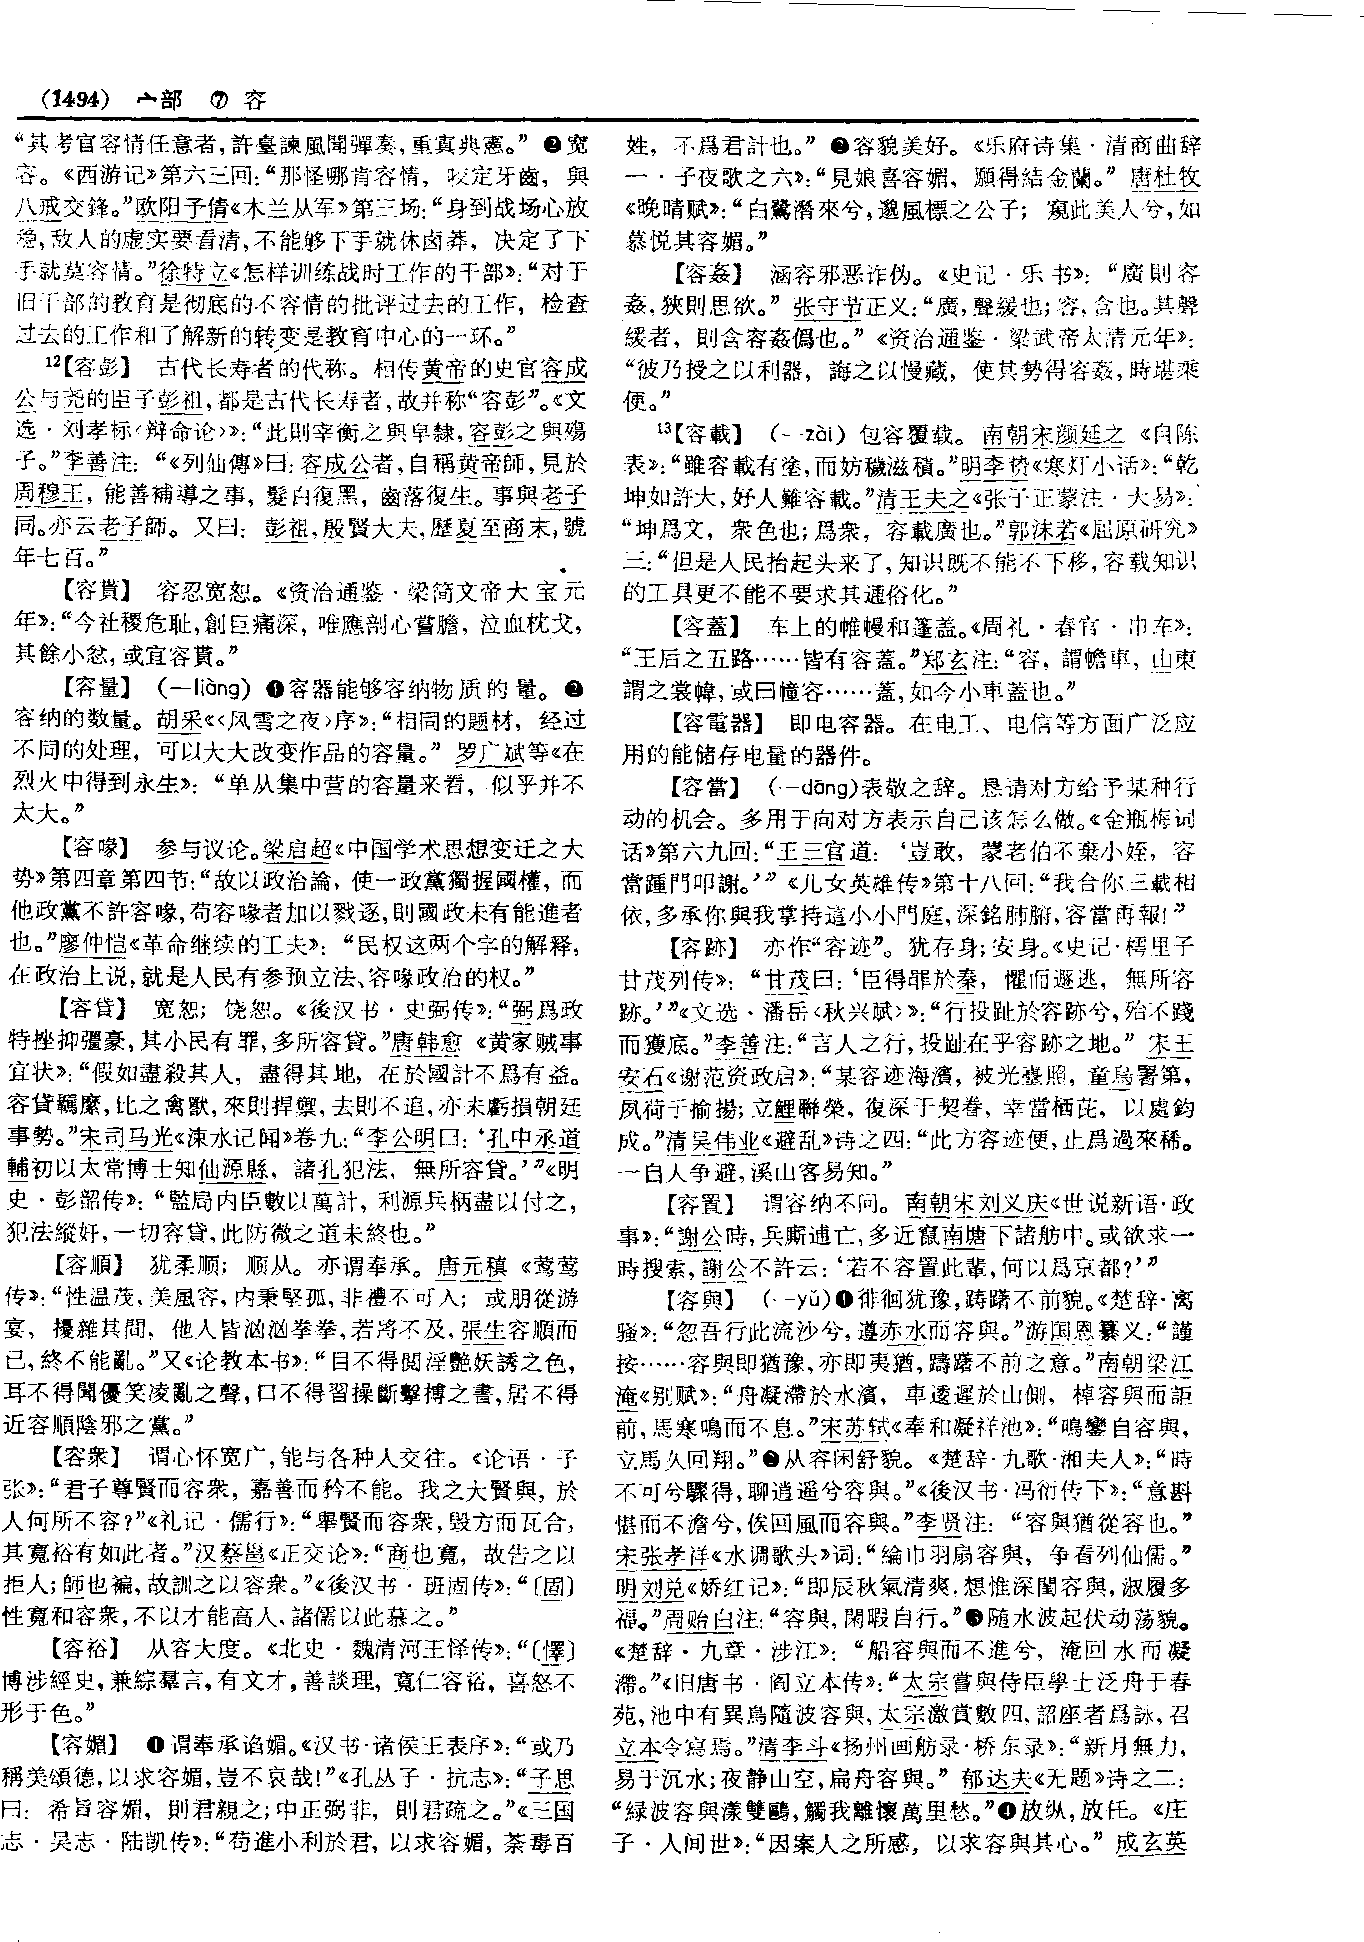 (1494) 宀部 ⑦ 容
“其考官容情任意者，許臺諫風聞彈奏，重寘典憲。” ❷宽
容。《西游记》第六三回：“那怪哪肯容情，咬定牙齒，與
八戒交鋒。”欧阳予倩《木兰从军》第三场：“身到战场心放
稳，敌人的虚实要看清，不能够下手就休卤莽，决定了下
手就莫容情。”徐特立《怎样训练战时工作的干部》：“对于
旧干部的教育是彻底的不容情的批评过去的工作，检查
过去的工作和了解新的转变是教育中心的一环。”
12【容彭】 古代长寿者的代称。相传黄帝的史官容成
公与尧的臣子彭祖，都是古代长寿者，故并称“容彭”。《文
选·刘孝标〈辩命论〉》：“此則宰衡之與皁隸，容彭之與殤
子。”李善注：“《列仙傳》曰：容成公者，自稱黄帝師，見於
周穆王，能善補導之事，髮白復黑，齒落復生。事與老子
同。亦云老子師。又曰：彭祖，殷賢大夫，歷夏至商末，號
年七百。”
【容貰】 容忍宽恕。《资治通鉴·梁简文帝大宝元
年》：“今社稷危耻，創巨痛深，唯應剖心嘗膽，泣血枕戈，
其餘小忿，或宜容貰。”
【容量】 (—liàng) ❶容器能够容纳物质的量。❷
容纳的数量。胡采《〈风雪之夜〉序》：“相同的题材，经过
不同的处理，可以大大改变作品的容量。” 罗广斌等《在
烈火中得到永生》：“单从集中营的容量来看，似乎并不
太大。”
【容喙】 参与议论。梁启超《中国学术思想变迁之大
势》第四章第四节：“故以政治論，使一政黨獨握國權，而
他政黨不許容喙，苟容喙者加以戮逐，則國政未有能進者
也。”廖仲恺《革命继续的工夫》：“民权这两个字的解释，
在政治上说，就是人民有参预立法、容喙政治的权。”
【容貸】 宽恕；饶恕。《後汉书·史弼传》：“弼爲政
特挫抑彊豪，其小民有罪，多所容貸。”唐韩愈《黄家贼事
宜状》：“假如盡殺其人，盡得其地，在於國計不爲有益。
容貸羈縻，比之禽獸，來則捍禦，去則不追，亦未虧損朝廷
事勢。”宋司马光《涑水记闻》卷九：“李公明曰：‘孔中丞道
輔初以太常博士知仙源縣，諸孔犯法，無所容貸。’”《明
史·彭韶传》：“監局内臣數以萬計，利源兵柄盡以付之，
犯法縱奸，一切容貸，此防微之道未終也。”
【容順】 犹柔顺；顺从。亦谓奉承。唐元稹《莺莺
传》：“性温茂，美風容，内秉堅孤，非禮不可入；或朋從游
宴，擾雜其間，他人皆汹汹拳拳，若將不及，張生容順而
已，終不能亂。”又《论教本书》：“目不得閲淫艷妖誘之色，
耳不得聞優笑凌亂之聲，口不得習操斷擊搏之書，居不得
近容順陰邪之黨。”
【容衆】 谓心怀宽广，能与各种人交往。《论语·子
张》：“君子尊賢而容衆，嘉善而矜不能。我之大賢與，於
人何所不容？”《礼记·儒行》：“舉賢而容衆，毁方而瓦合，
其寬裕有如此者。”汉蔡邕《正交论》：“商也寬，故告之以
拒人；師也褊，故訓之以容衆。”《後汉书·班固传》：“〔固〕
性寬和容衆，不以才能高人，諸儒以此慕之。”
【容裕】 从容大度。《北史·魏清河王怿传》：“〔懌〕
博涉經史，兼綜羣言，有文才，善談理，寬仁容裕，喜怒不
形于色。”
【容媚】 ❶谓奉承谄媚。《汉书·诸侯王表序》：“或乃
稱美頌德，以求容媚，豈不哀哉！”《孔丛子·抗志》：“子思
曰：希旨容媚，則君親之；中正弼非，則君疏之。”《三国
志·吴志·陆凯传》：“苟進小利於君，以求容媚，荼毒百
姓，不爲君計也。” ❷容貌美好。《乐府诗集·清商曲辞
一·子夜歌之六》：“見娘喜容媚，願得結金蘭。” 唐杜牧
《晚晴赋》：“白鷺潛來兮，邈風標之公子；窺此美人兮，如
慕悦其容媚。”
【容姦】 涵容邪恶诈伪。《史记·乐书》：“廣則容
姦，狹則思欲。” 张守节正义：“廣，聲緩也；容，含也。其聲
緩者，則含容姦僞也。”《资治通鉴·梁武帝太清元年》：
“彼乃授之以利器，誨之以慢藏，使其勢得容姦，時堪乘
便。”
13【容載】 (—zài) 包容覆载。南朝宋颜延之《自陈
表》：“雖容載有塗，而妨穢滋積。”明李桢《寒灯小话》：“乾
坤如許大，好人難容載。”清王夫之《张子正蒙注·大易》：
“坤爲文，衆色也；爲衆，容載廣也。”郭沫若《屈原研究》
三：“但是人民抬起头来了，知识既不能不下移，容载知识
的工具更不能不要求其通俗化。”
【容蓋】 车上的帷幔和篷盖。《周礼·春官·巾车》：
“王后之五路……皆有容蓋。”郑玄注：“容，謂幨車，山東
謂之裳幃，或曰幢容……蓋，如今小車蓋也。”
【容電器】 即电容器。在电工、电信等方面广泛应
用的能储存电量的器件。
【容當】 (—dāng)表敬之辞。恳请对方给予某种行
动的机会。多用于向对方表示自己该怎么做。《金瓶梅词
话》第六九回：“王三官道：‘豈敢，蒙老伯不棄小姪，容
當踵門叩謝。’”《儿女英雄传》第十八回：“我合你三載相
依，多承你與我掌持這小小門庭，深銘肺腑，容當再報！”
【容跡】 亦作“容迹”。犹存身；安身。《史记·樗里子
甘茂列传》：“甘茂曰：‘臣得罪於秦，懼而遯逃，無所容
跡。’”《文选·潘岳〈秋兴赋〉》：“行投趾於容跡兮，殆不踐
而獲底。”李善注：“言人之行，投趾在乎容跡之地。” 宋王
安石《谢范资政启》：“某容迹海濱，被光臺照，童烏署第，
夙荷于揄揚；立鯉聯榮，復深于契眷，幸當栖芘，以處鈞
成。”清吴伟业《避乱》诗之四：“此方容迹便，止爲過來稀。
一自人争避，溪山客易知。”
【容置】 谓容纳不问。南朝宋刘义庆《世说新语·政
事》：“謝公時，兵厮逋亡，多近竄南塘下諸舫中。或欲求一
時搜索，謝公不許云：‘若不容置此輩，何以爲京都？’”
【容與】 (—yǔ)❶徘徊犹豫，踌躇不前貌。《楚辞·离
骚》：“忽吾行此流沙兮，遵赤水而容與。”游国恩纂义：“謹
按……容與即猶豫，亦即夷猶，躊躇不前之意。”南朝梁江
淹《别赋》：“舟凝滯於水濱，車逶遲於山側，棹容與而詎
前，馬寒鳴而不息。”宋苏轼《奉和凝祥池》：“鳴鑾自容與，
立馬久回翔。”❷从容闲舒貌。《楚辞·九歌·湘夫人》：“時
不可兮驟得，聊逍遥兮容與。”《後汉书·冯衍传下》：“意斟
愖而不澹兮，俟回風而容與。”李贤注：“容與猶從容也。”
宋张孝祥《水调歌头》词：“綸巾羽扇容與，争看列仙儒。”
明刘兑《娇红记》：“即辰秋氣清爽，想惟深閨容與，淑履多
福。”周贻白注：“容與，閑暇自行。”❸随水波起伏动荡貌。
《楚辞·九章·涉江》：“船容與而不進兮，淹回水而凝
滯。”《旧唐书·阎立本传》：“太宗嘗與侍臣學士泛舟于春
苑，池中有異鳥隨波容與，太宗激賞數四，詔座者爲詠，召
立本令寫焉。”清李斗《扬州画舫录·桥东录》：“新月無力，
易于沉水；夜静山空，扁舟容與。” 郁达夫《无题》诗之二：
“緑波容與漾雙鷗，觸我離懷萬里愁。”❹放纵，放任。《庄
子·人间世》：“因案人之所感，以求容與其心。” 成玄英